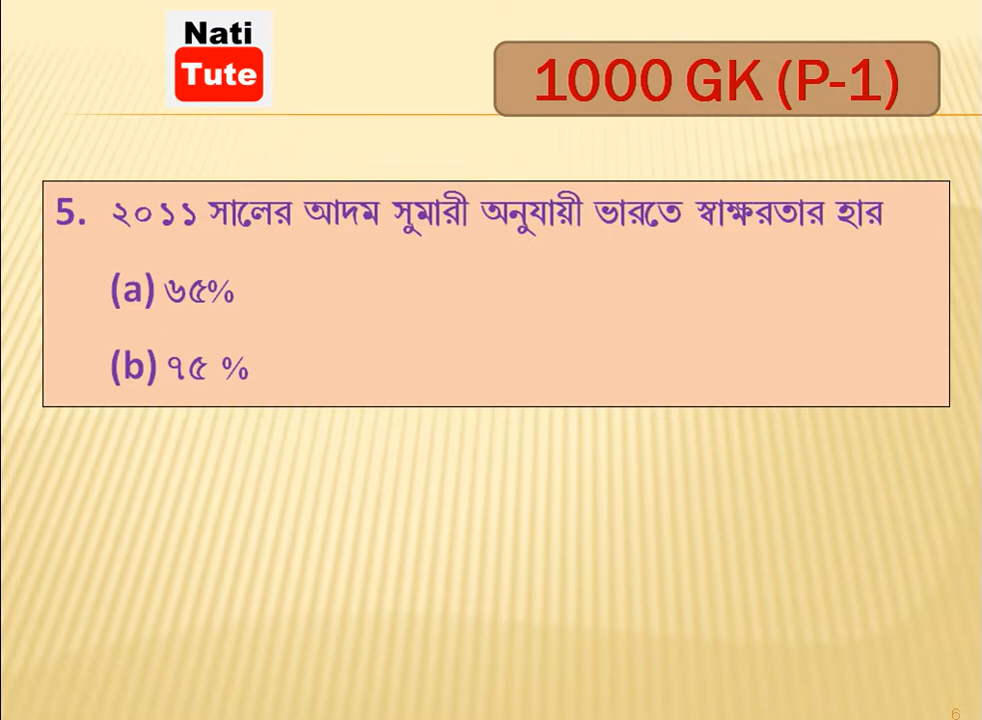 Nati
Tute
1000 GK (P-1)
5. ২০১১ সালের আদম সুমারী অনুযায়ী ভারতে স্বাক্ষরতার হার
(a) ৬৫%
(b) ৭৫ %
6